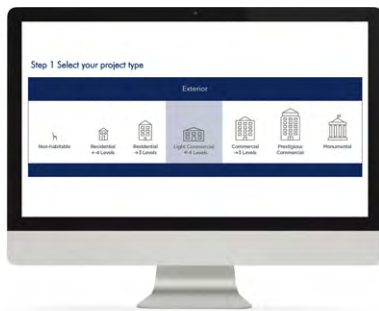 Step 1 Select your project type
Exterior
Non-habitable
Residential
Residential
Light Commercial
Commercial
Prestigious
Commercial
Monumental